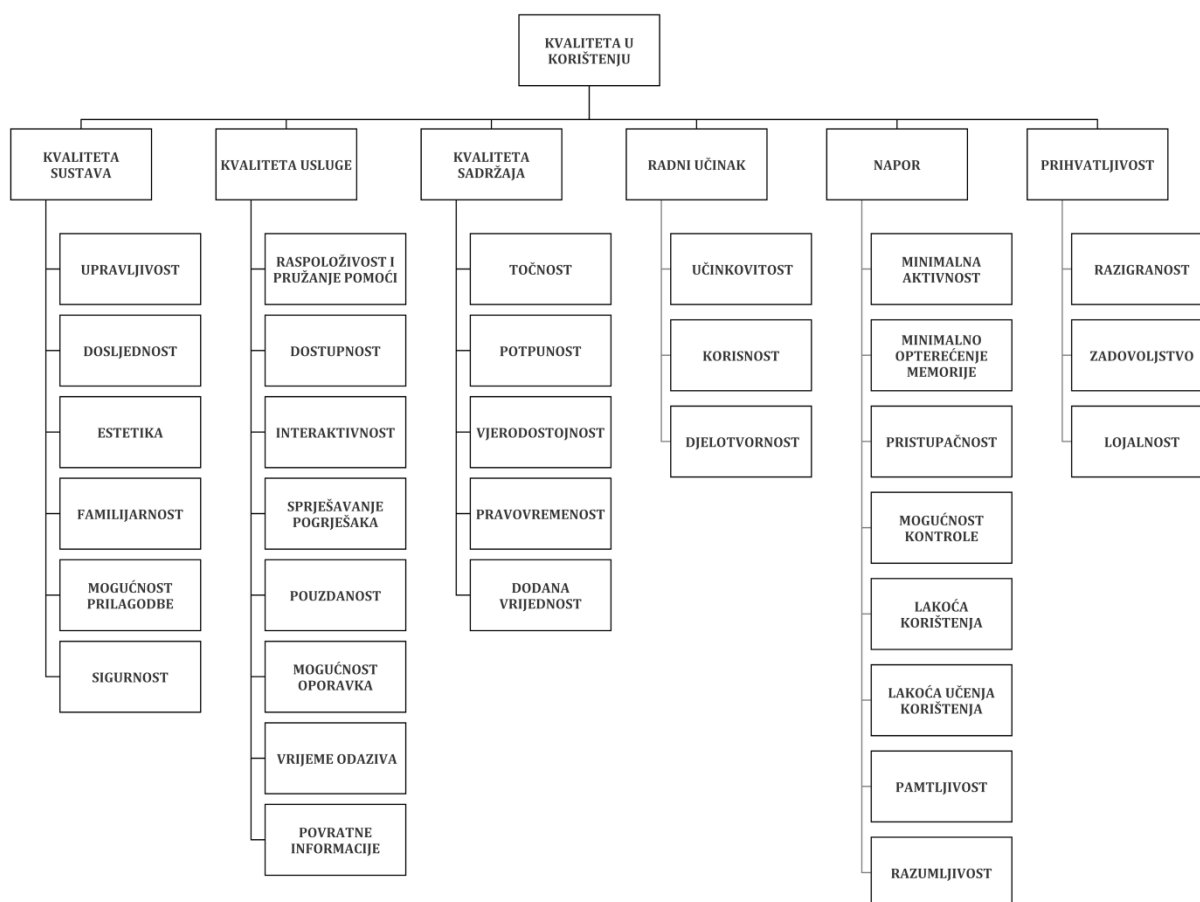 KVALITETA U
KORIŠTENJU
KVALITETA
SUSTAVA
UPRAVLJIVOST
DOSLJEDNOST
ESTETIKA
FAMILIJARNOST
MOGUĆNOST
PRILAGODBE
SIGURNOST
KVALITETA USLUGE
RASPOLOŽIVOST I
PRUŽANJE POMOĆI
DOSTUPNOST
INTERAKTIVNOST
SPRJEŠAVANJE
POGRJEŠAKA
POUZDANOST
MOGUĆNOST
OPORAVKA
VRIJEME ODAZIVA
POVRATNE
INFORMACIJE
KVALITETA
SADRŽAJA
TOČNOST
POTPUNOST
VJERODOSTOJNOST
PRAVOVREMENOST
DODANA
VRIJEDNOST
RADNI UČINAK
UČINKOVITOST
KORISNOST
DJELOTVORNOST
NAPOR
MINIMALNA
AKTIVNOST
MINIMALNO
OPTEREĆENJE
MEMORIJE
PRISTUPAČNOST
MOGUĆNOST
KONTROLE
LAKOĆA
KORIŠTENJA
LAKOĆA UČENJA
KORIŠTENJA
PAMTLJIVOST
RAZUMLJIVOST
PRIHVATLJIVOST
RAZIGRANOST
ZADOVOLJSTVO
LOJALNOST